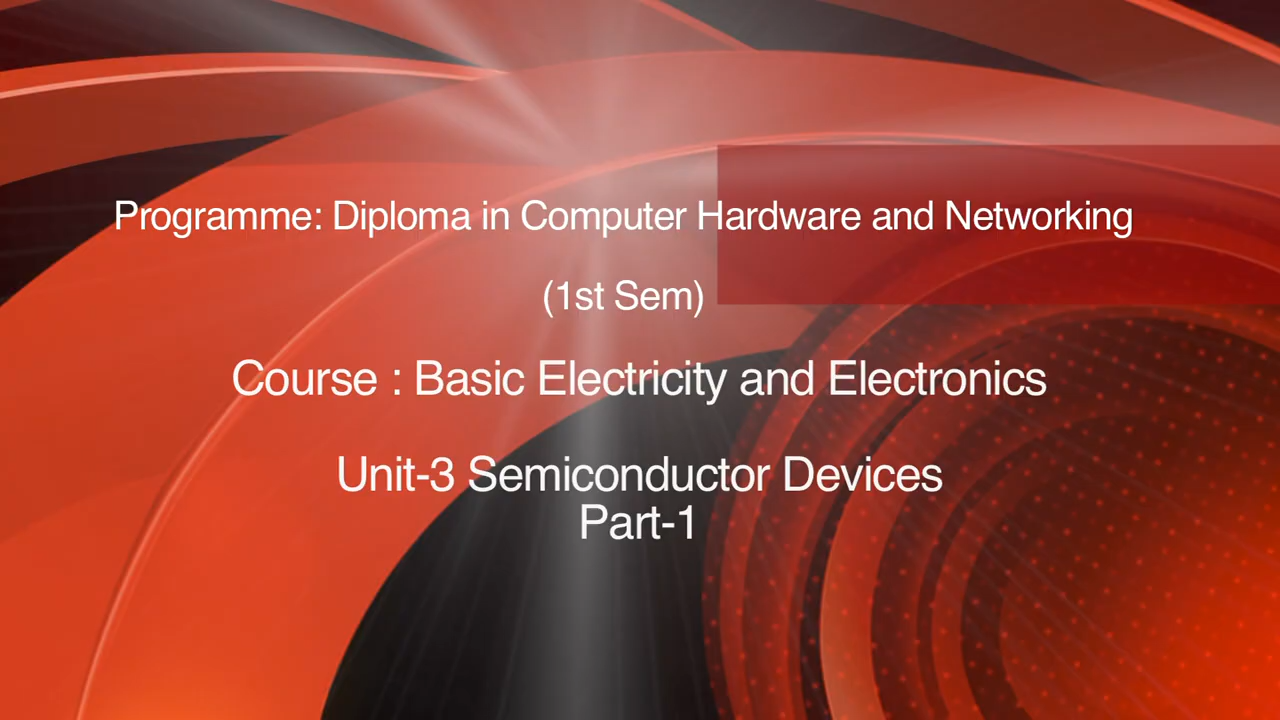 Programme: Diploma in Computer Hardware and Networking
(1st Sem)
Course : Basic Electricity and Electronics
Unit-3 Semiconductor Devices
Part-1